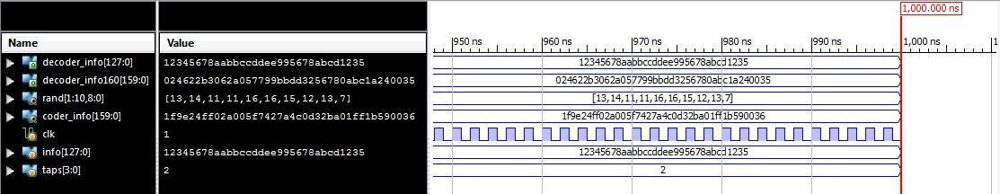 1,000.000 ns
Name Value 950 ns 960 ns 970 ns 980 ns 990 ns 1,000 ns 1
decoder_info[127:0] 12345678aabbccddee995678abcd1235 12345678aabbccddee995678abcd1235
decoder_info160[159:0] 024622b3062a057799bbdd3256780abc1a240035 024622b3062a057799bbdd3256780abc1a240035
rand[1:10,8:0] [13,14,11,11,16,16,15,12,13,7] [13,14,11,11,16,16,15,12,13,7]
coder_info[159:0] 1f9e24ff02a005f7427a4c0d32ba01ff1b590036 1f9e24ff02a005f7427a4c0d32ba01ff1b590036
clk 1
info[127:0] 12345678aabbccddee995678abcd1235 12345678aabbccddee995678abcd1235
taps[3:0] 2 2